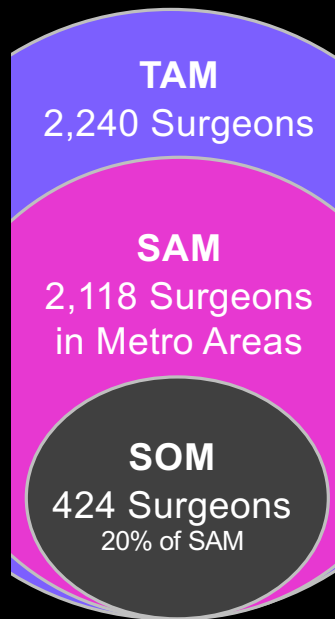 TAM
2,240 Surgeons
SAM
2,118 Surgeons
in Metro Areas
SOM
424 Surgeons
20% of SAM